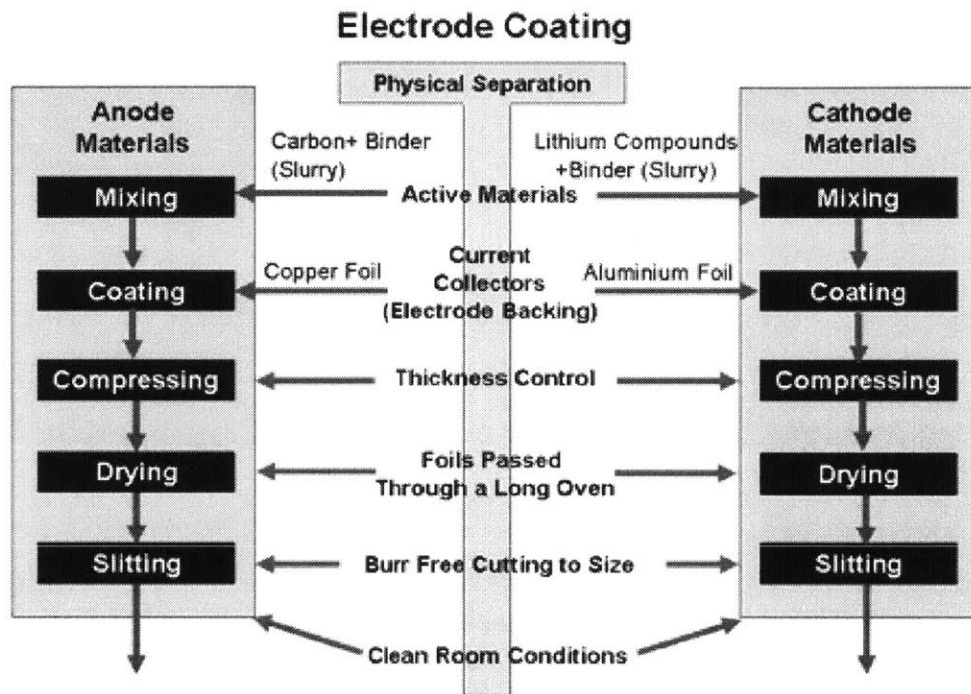 Electrode Coating
Physical Separation
Anode
Materials
Cathode
Materials
Carbon+ Binder
(Slurry)
Lithium Compounds
+Binder (Slurry)
Mixing
Active Materials
Mixing
Copper Foil
Current
Collectors
(Electrode Backing)
Aluminium Foil
Coating
Coating
Compressing
Thickness Control
Compressing
Drying
Foils Passed
Through a Long Oven
Drying
Slitting
Burr Free Cutting to Size
Slitting
Clean Room Conditions